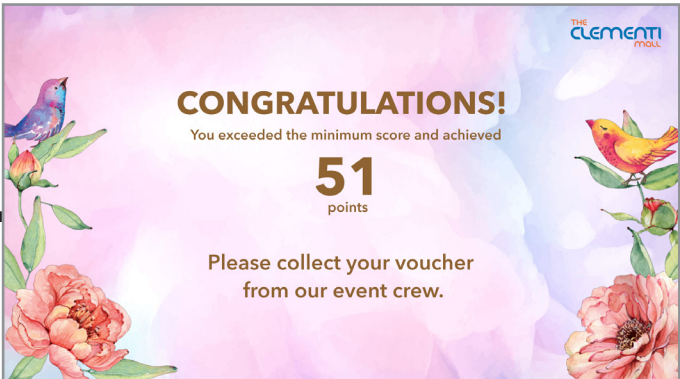 THE
CLEMENTI
MALL
CONGRATULATIONS!
You exceeded the minimum score and achieved
51
points
Please collect your voucher
from our event crew.